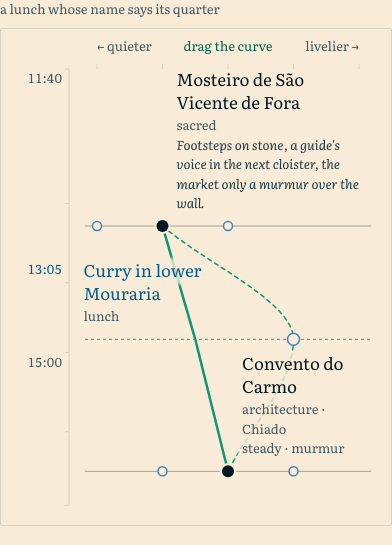 a lunch whose name says its quarter
← quieter drag the curve livelier →
11:40
Mosteiro de São
Vicente de Fora
sacred
Footsteps on stone, a guide's
voice in the next cloister, the
market only a murmur over the
wall.
13:05
Curry in lower
Mouraria
lunch
15:00
Convento do
Carmo
architecture ·
Chiado
steady · murmur